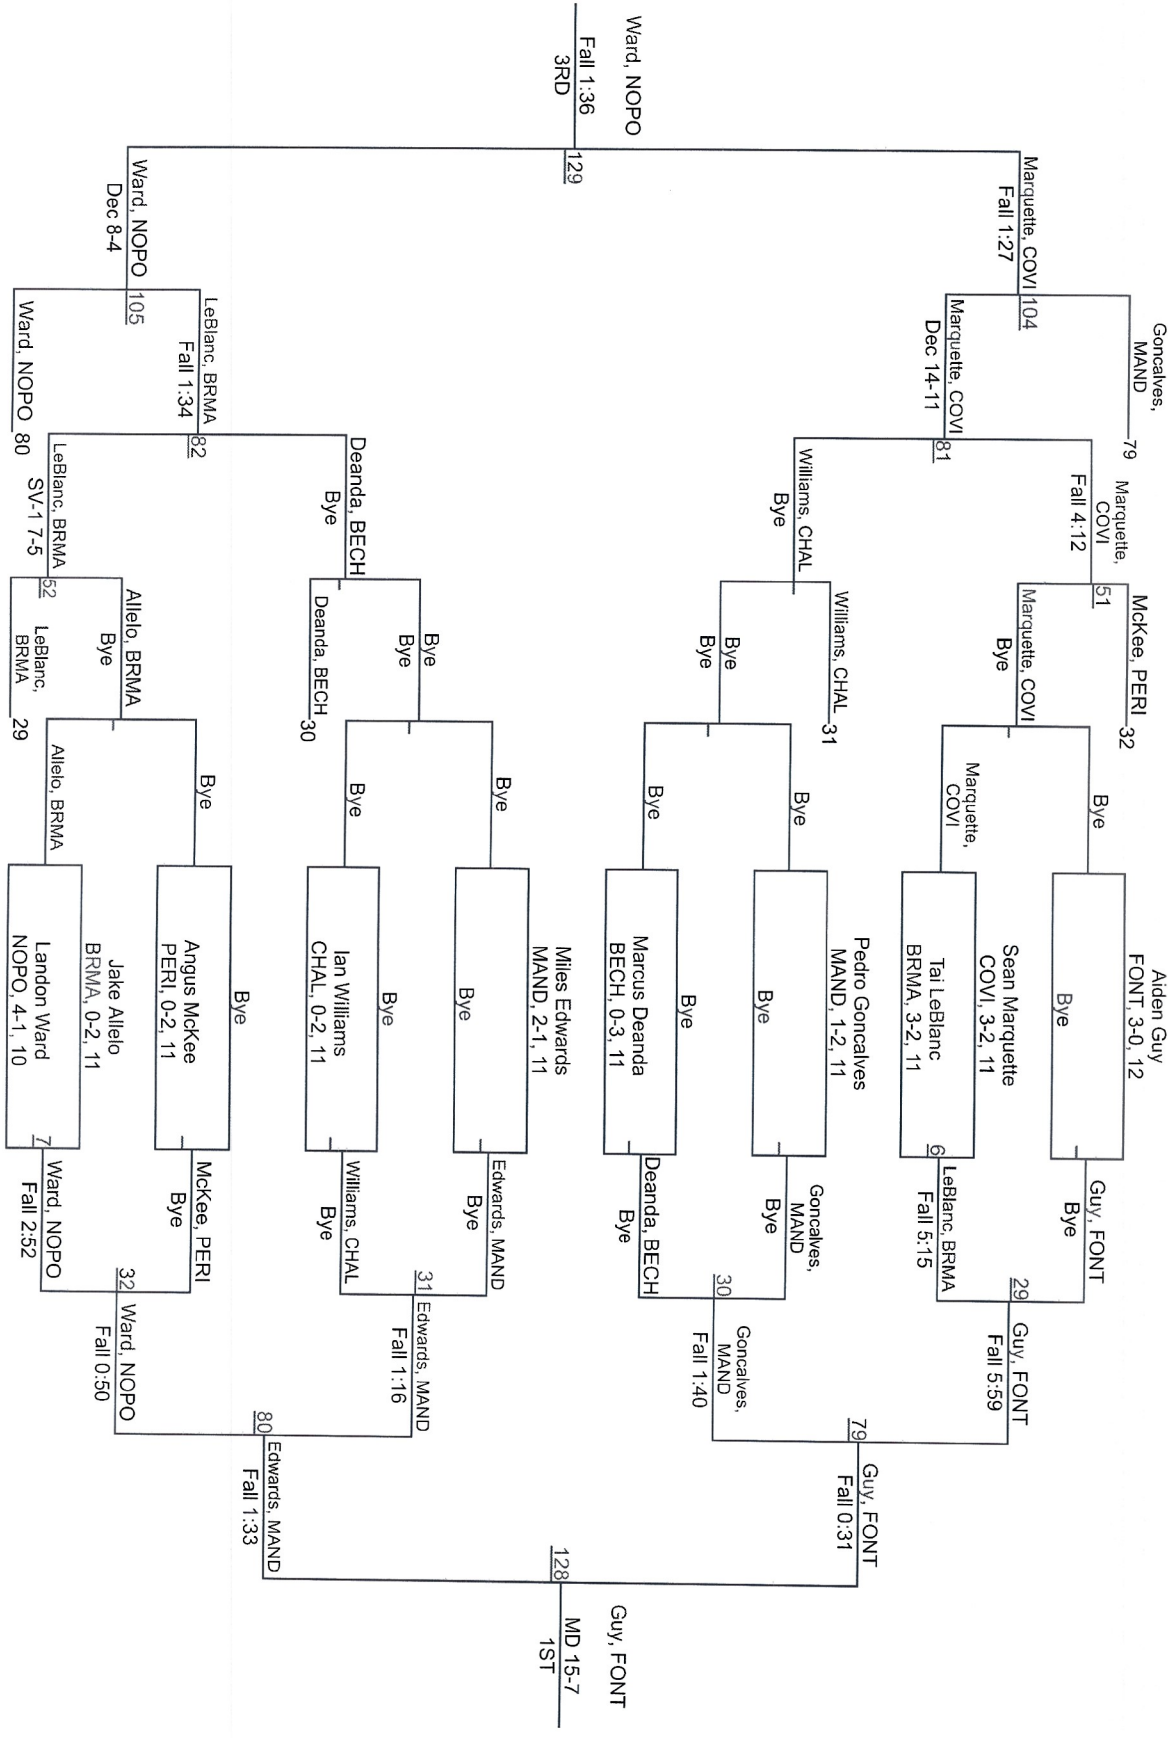 Aiden Guy
FONT, 3-0, 12
Bye
Guy, FONT
Bye
Sean Marquette
COVI, 3-2, 11
Tai LeBlanc
BRMA, 3-2, 11
6
LeBlanc, BRMA
Fall 5:15
29
Guy, FONT
Fall 5:59
Pedro Goncalves
MAND, 1-2, 11
Bye
Goncalves,
MAND
Bye
Bye
Marcus Deanda
BECH, 0-3, 11
Deanda, BECH
Bye
30
Goncalves,
MAND
Fall 1:40
79
Guy, FONT
Fall 0:31
Miles Edwards
MAND, 2-1, 11
Bye
Edwards, MAND
Bye
Bye
Ian Williams
CHAL, 0-2, 11
Williams, CHAL
Bye
31
Edwards, MAND
Fall 1:16
Bye
Angus McKee
PERI, 0-2, 11
McKee, PERI
Bye
Jake Allelo
BRMA, 0-2, 11
Landon Ward
NOPO, 4-1, 10
7
Ward, NOPO
Fall 2:52
32
Ward, NOPO
Fall 0:50
80
Edwards, MAND
Fall 1:33
128
Guy, FONT
MD 15-7
1ST
Bye
Marquette,
COVI
Marquette, COVI
Bye
McKee, PERI
32
51
Marquette,
COVI
Fall 4:12
Bye
Bye
Bye
Bye
Williams, CHAL
31
Williams, CHAL
Bye
81
Marquette, COVI
Dec 14-11
Goncalves,
MAND
79
104
Marquette, COVI
Fall 1:27
Bye
Bye
Bye
Bye
Deanda, BECH
30
Deanda, BECH
Bye
Bye
Allelo, BRMA
Allelo, BRMA
Bye
LeBlanc,
BRMA
29
52
LeBlanc, BRMA
SV-1 7-5
82
LeBlanc, BRMA
Fall 1:34
Ward, NOPO
80
105
Ward, NOPO
Dec 8-4
129
Ward, NOPO
Fall 1:36
3RD